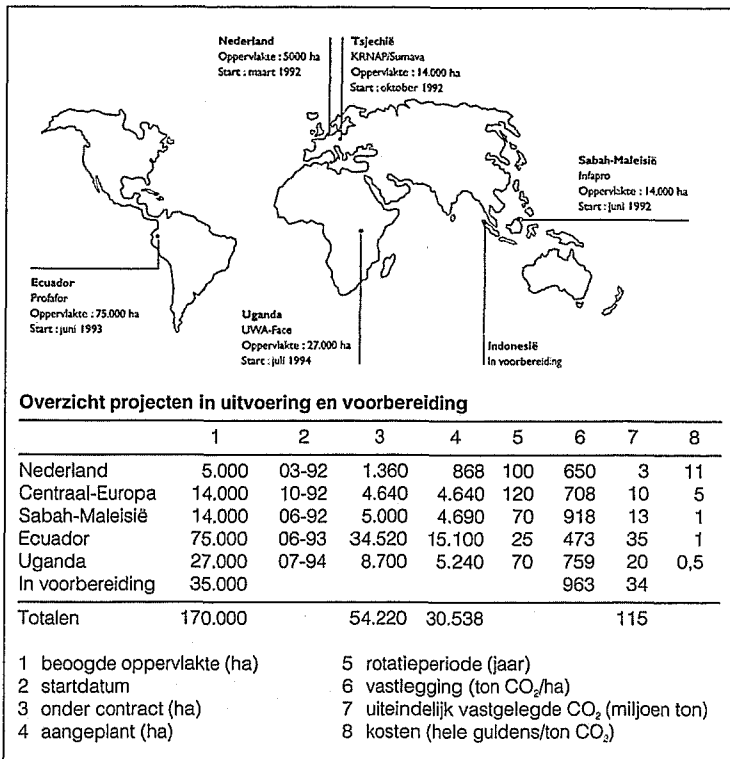 Nederland
Oppervlakte : 5000 ha
Start : maart 1992
Tsjechië
KRNAP/Sumava
Oppervlakte : 14.000 ha
Start : oktober 1992
Sabah-Maleisië
Infapro
Oppervlakte : 14.000 ha
Start : juni 1992
Ecuador
Profafor
Oppervlakte : 75.000 ha
Start : juni 1993
Uganda
UWA-Face
Oppervlakte : 27.000 ha
Start : juli 1994
Indonesië
In voorbereiding
Overzicht projecten in uitvoering en voorbereiding
1 2 3 4 5 6 7 8
Nederland 5.000 03-92 1.360 868 100 650 3 11
Centraal-Europa 14.000 10-92 4.640 4.640 120 708 10 5
Sabah-Maleisië 14.000 06-92 5.000 4.690 70 918 13 1
Ecuador 75.000 06-93 34.520 15.100 25 473 35 1
Uganda 27.000 07-94 8.700 5.240 70 759 20 0,5
In voorbereiding 35.000 963 34
Totalen 170.000 54.220 30.538 115
1 beoogde oppervlakte (ha)
2 startdatum
3 onder contract (ha)
4 aangeplant (ha)
5 rotatieperiode (jaar)
6 vastlegging (ton CO₂/ha)
7 uiteindelijk vastgelegde CO₂ (miljoen ton)
8 kosten (hele guldens/ton CO₂)